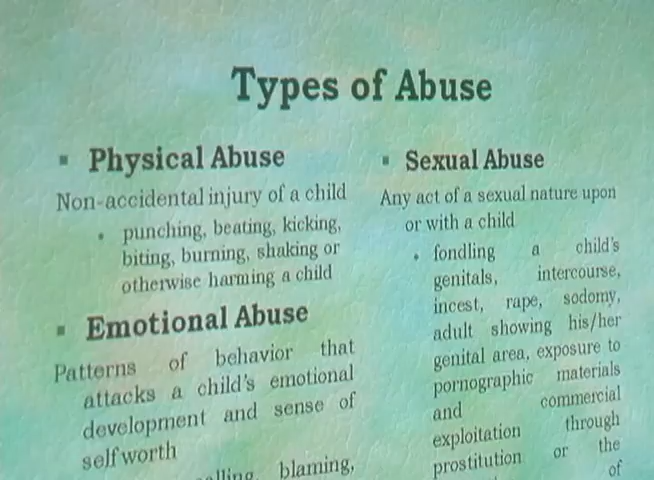 Types of Abuse
▪ Physical Abuse
Non-accidental injury of a child
• punching, beating, kicking,
biting, burning, shaking or
otherwise harming a child
▪ Emotional Abuse
Patterns of behavior that
attacks a child's emotional
development and sense of
self worth
blaming,
▪ Sexual Abuse
Any act of a sexual nature upon
or with a child
• fondling a child's
genitals, intercourse,
incest, rape, sodomy,
adult showing his/her
genital area, exposure to
pornographic materials
and commercial
exploitation through
prostitution or the
of